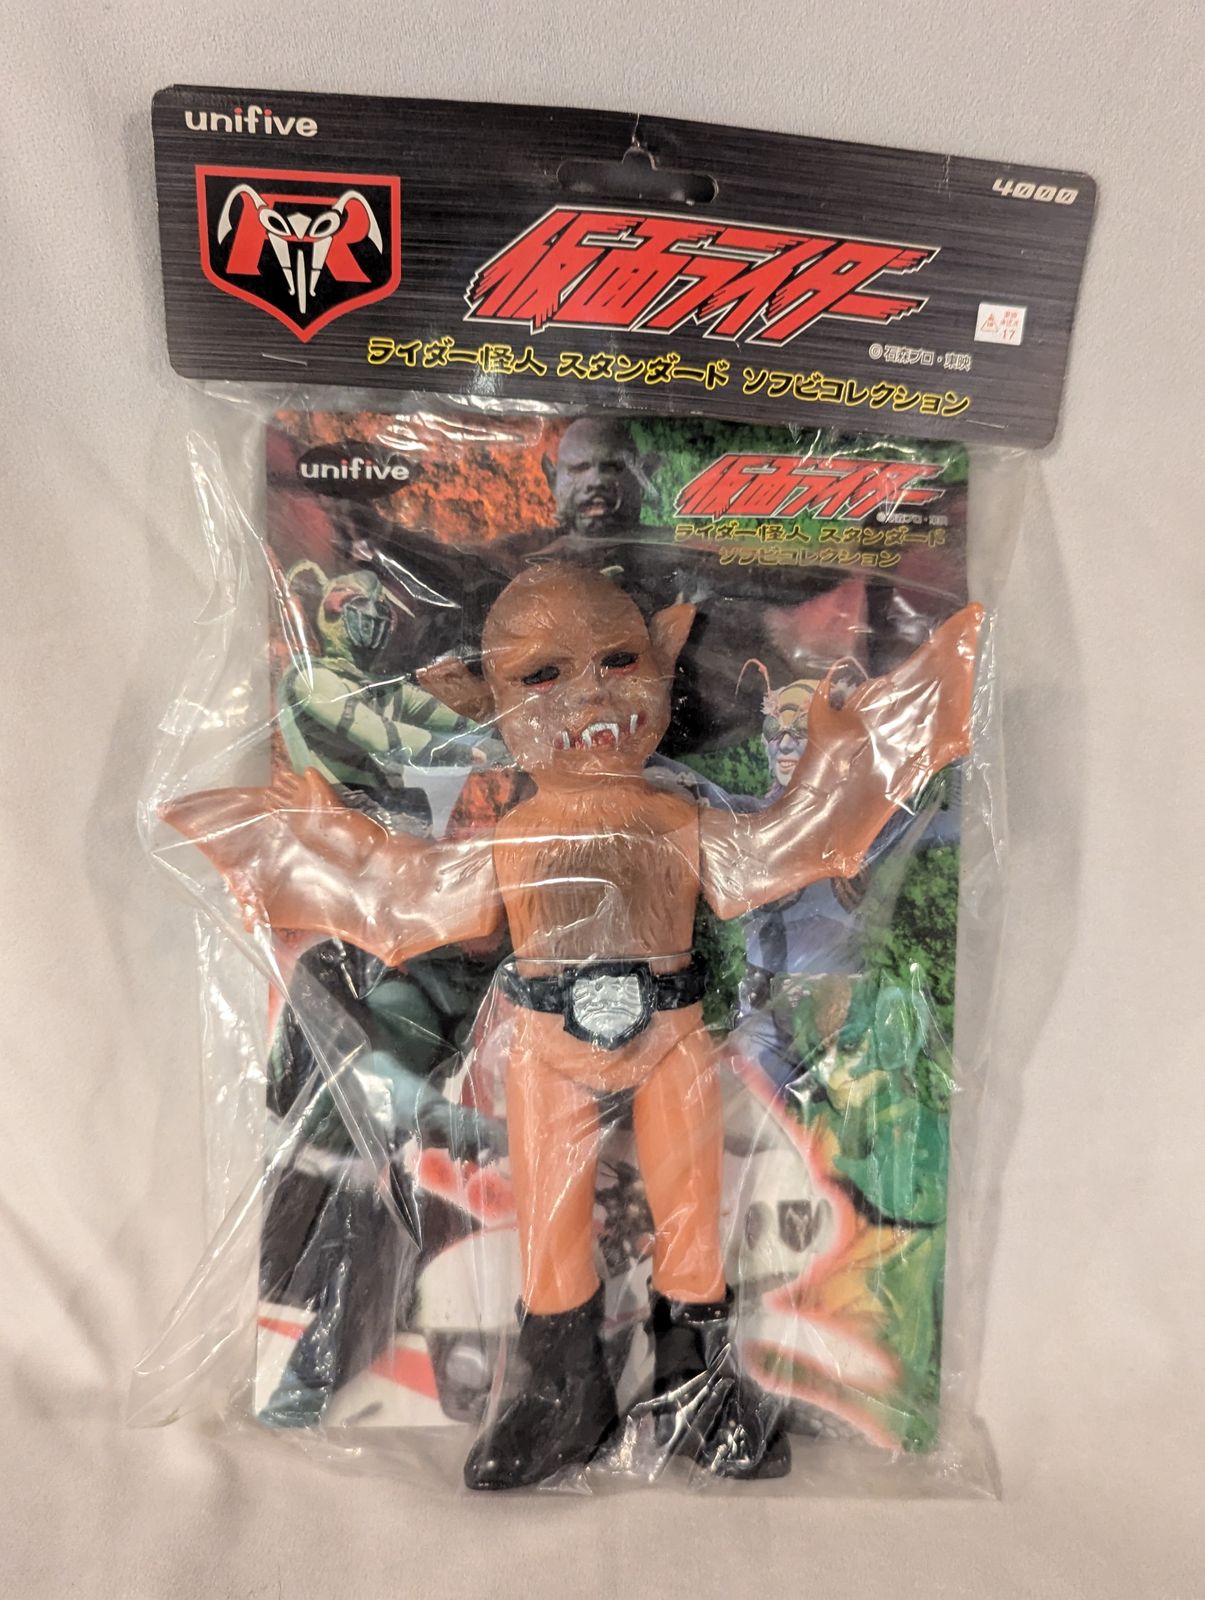 unifive
4000
仮面ライダー
©石森プロ・東映
17
ライダー怪人 スタンダード ソフビコレクション
unifive
仮面ライダー
ライダー怪人 スタンダード
ソフビコレクション